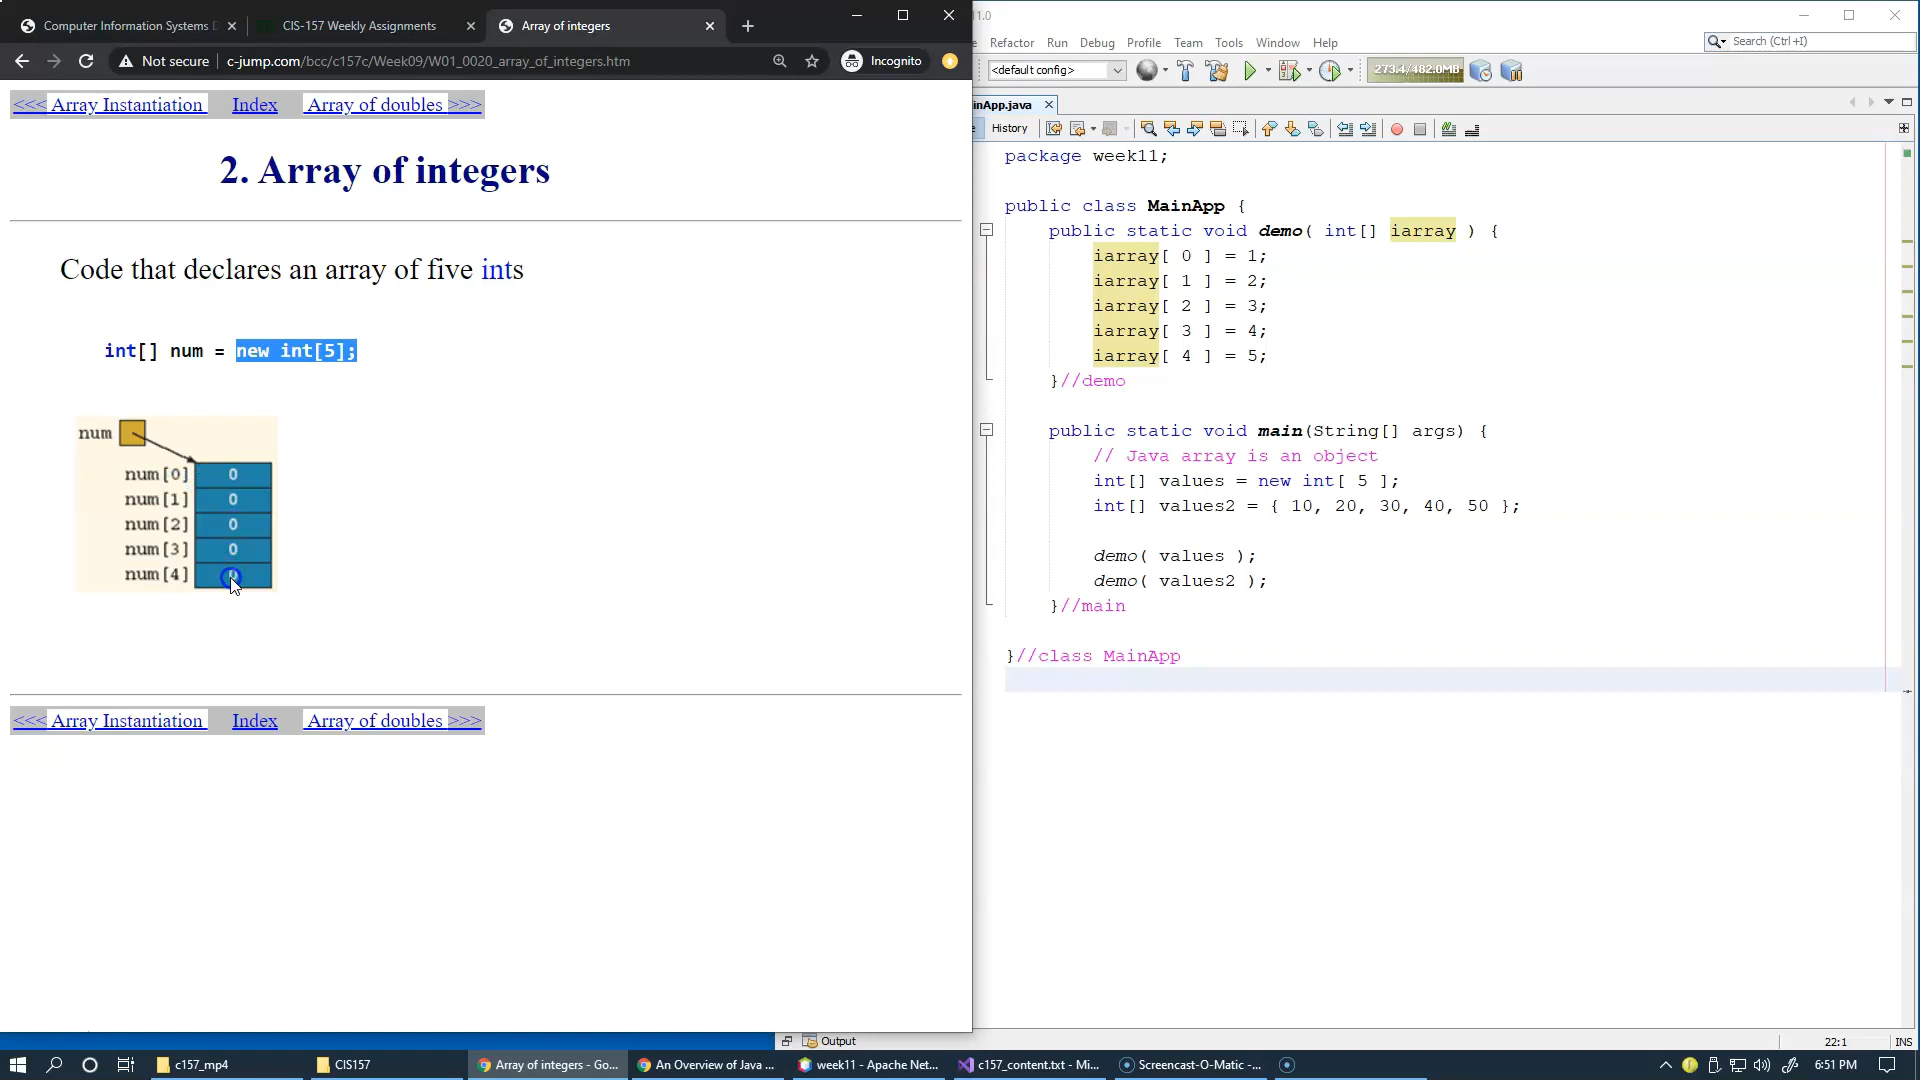 Computer Information Systems D
CIS-157 Weekly Assignments
Array of integers
Not secure
c-jump.com/bcc/c157c/Week09/W01_0020_array_of_integers.htm
Incognito
<<< Array Instantiation
Index
Array of doubles >>>
2. Array of integers
Code that declares an array of five ints
int[] num = new int[5];
num
num[0] 0
num[1] 0
num[2] 0
num[3] 0
num[4]
<<< Array Instantiation
Index
Array of doubles >>>
11.0
Refactor Run Debug Profile Team Tools Window Help
Search (Ctrl+I)
<default config>
273.4/482.0MB
inApp.java
History
package week11;
public class MainApp {
public static void demo( int[] iarray ) {
iarray[ 0 ] = 1;
iarray[ 1 ] = 2;
iarray[ 2 ] = 3;
iarray[ 3 ] = 4;
iarray[ 4 ] = 5;
}//demo
public static void main(String[] args) {
// Java array is an object
int[] values = new int[ 5 ];
int[] values2 = { 10, 20, 30, 40, 50 };
demo( values );
demo( values2 );
}//main
}//class MainApp
Output
22:1
INS
c157_mp4
CIS157
Array of integers - Go...
An Overview of Java ...
week11 - Apache Net...
c157_content.txt - Mi...
Screencast-O-Matic -...
6:51 PM